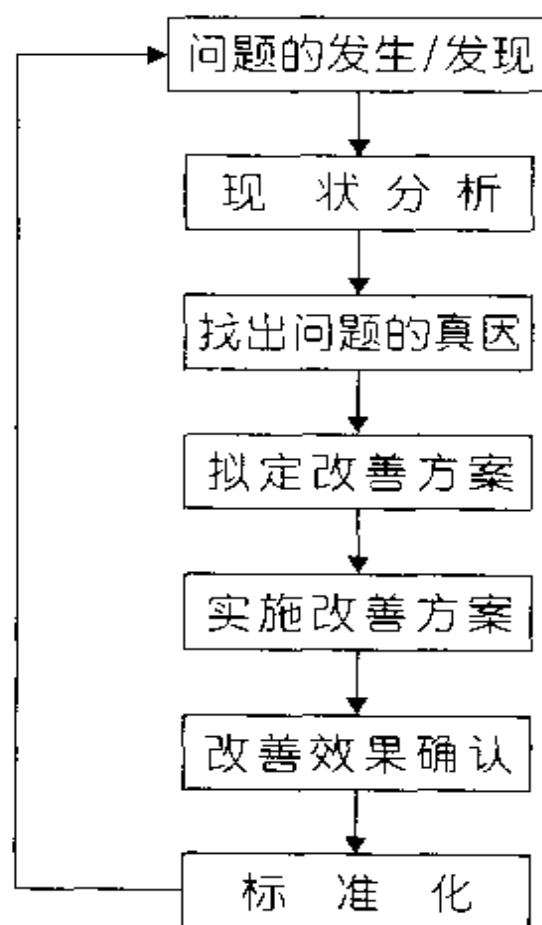 问题的发生/发现
现状分析
找出问题的真因
拟定改善方案
实施改善方案
改善效果确认
标准化